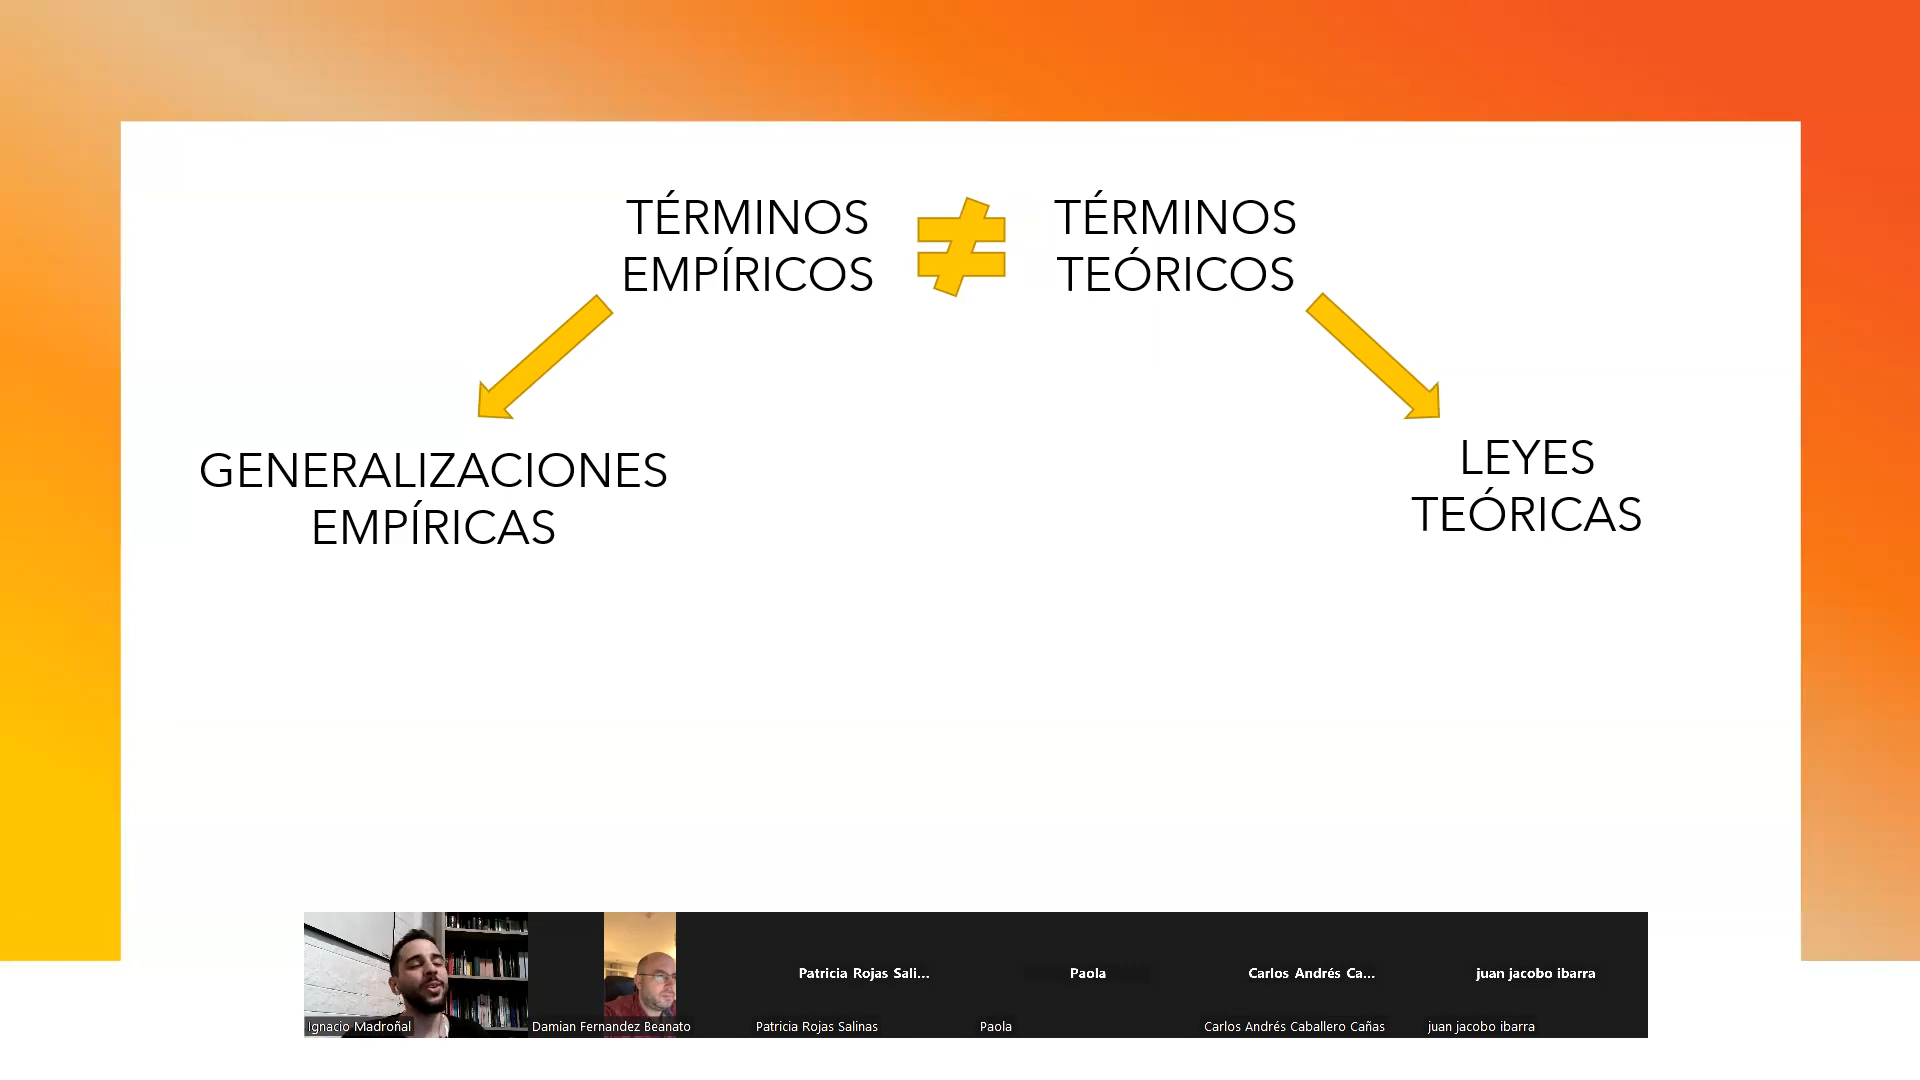 TÉRMINOS
EMPÍRICOS
≠
TÉRMINOS
TEÓRICOS
GENERALIZACIONES
EMPÍRICAS
LEYES
TEÓRICAS
Patricia Rojas Sali...
Paola
Carlos Andrés Ca...
juan jacobo ibarra
Ignacio Madroñal
Damian Fernandez Beanato
Patricia Rojas Salinas
Paola
Carlos Andrés Caballero Cañas
juan jacobo ibarra